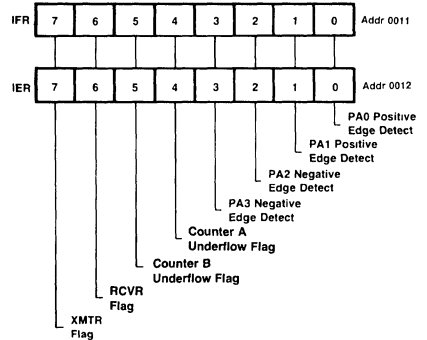 IFR 7 6 5 4 3 2 1 0 Addr 0011
IER 7 6 5 4 3 2 1 0 Addr 0012
PA0 Positive
Edge Detect
PA1 Positive
Edge Detect
PA2 Negative
Edge Detect
PA3 Negative
Edge Detect
Counter A
Underflow Flag
Counter B
Underflow Flag
RCVR
Flag
XMTR
Flag